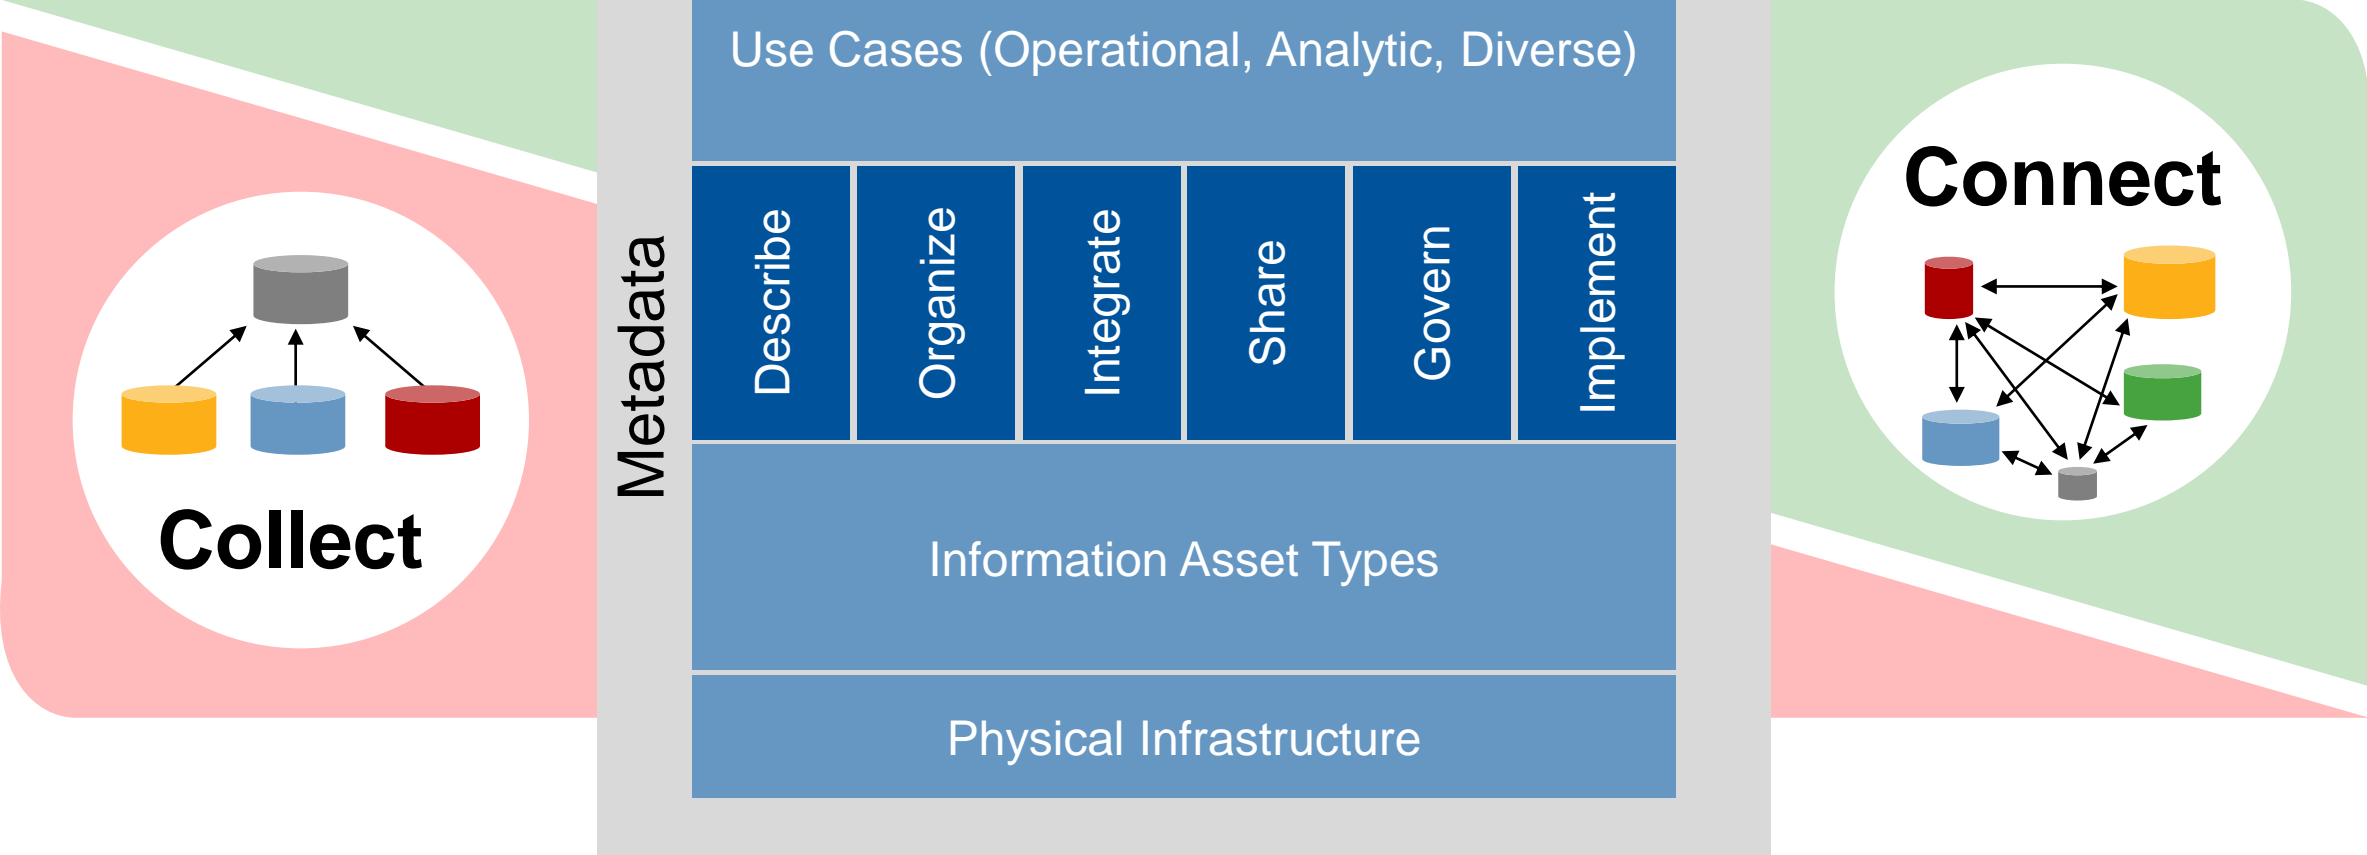 Use Cases (Operational, Analytic, Diverse)
Collect
Metadata
Describe
Organize
Integrate
Share
Govern
Implement
Information Asset Types
Physical Infrastructure
Connect